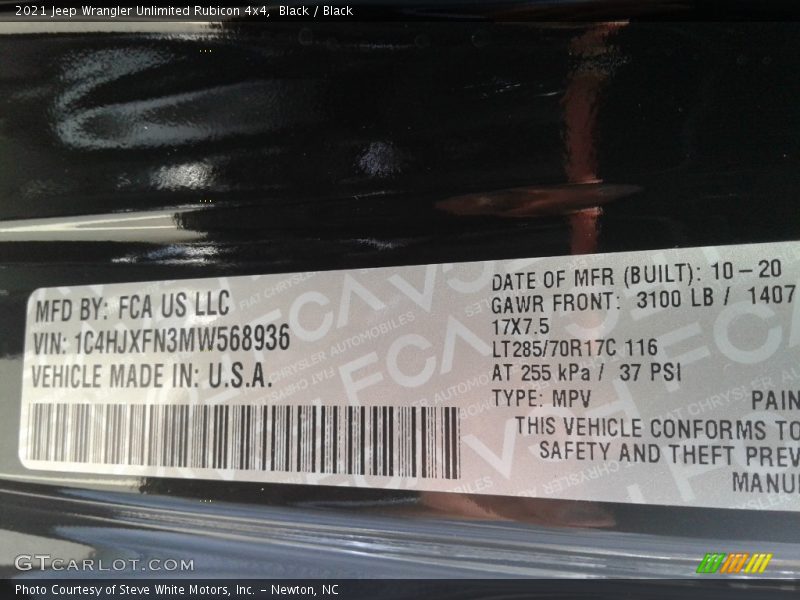 2021 Jeep Wrangler Unlimited Rubicon 4x4, Black / Black
MFD BY: FCA US LLC
VIN: 1C4HJXFN3MW568936
VEHICLE MADE IN: U.S.A.
DATE OF MFR (BUILT): 10-20
GAWR FRONT: 3100 LB / 1407
17X7.5
LT285/70R17C 116
AT 255 kPa / 37 PSI
TYPE: MPV PAIN
THIS VEHICLE CONFORMS TO
SAFETY AND THEFT PREV
MANU
GTCARLOT.COM
Photo Courtesy of Steve White Motors, Inc. – Newton, NC